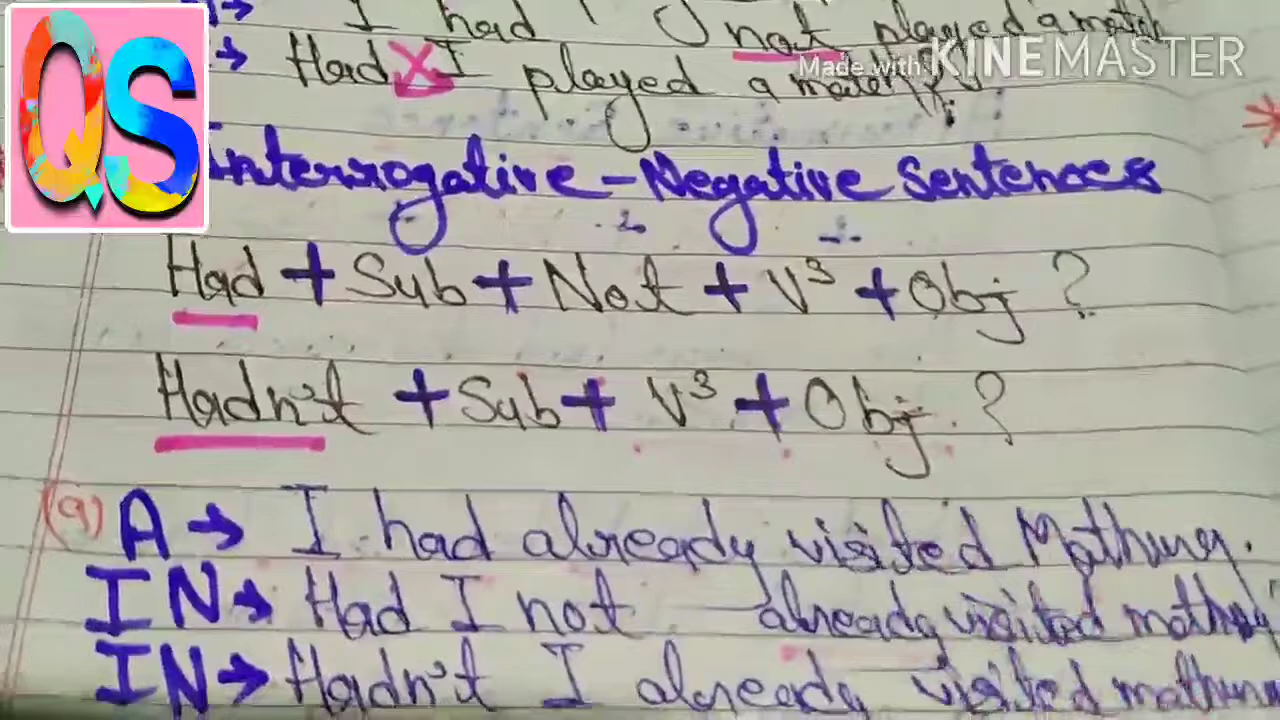 I had not played a match
Made with KINEMASTER
Had I played a match?
QS
Interrogative-Negative Sentences
Had + Sub + Not + V³ + Obj ?
Hadn't + Sub + V³ + Obj. ?
(a) A → I had already visited Mathura.
IN → Had I not already visited mathura
IN → Hadn't I already visited mathura